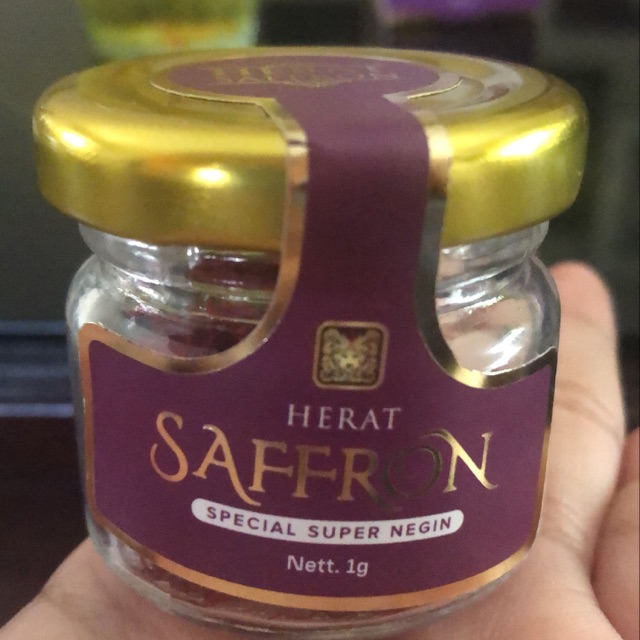 HERAT
SAFFRON
SPECIAL SUPER NEGIN
Nett. 1g